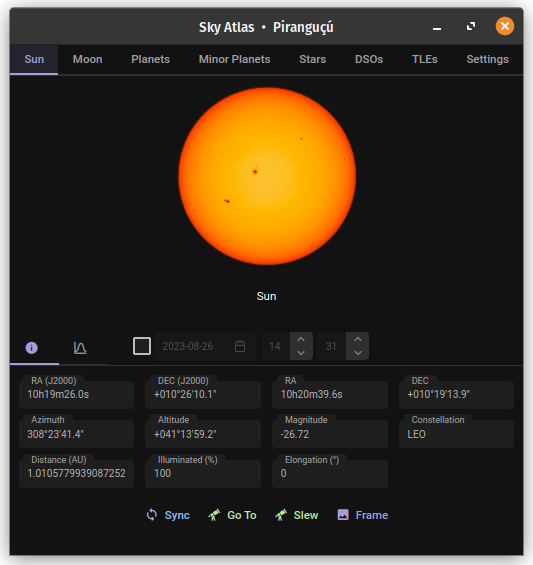 Sky Atlas • Piranguçú
Sun Moon Planets Minor Planets Stars DSOs TLEs Settings
Sun
2023-08-26 14 31
RA (J2000) DEC (J2000) RA DEC
10h19m26.0s +010°26'10.1" 10h20m39.6s +010°19'13.9"
Azimuth Altitude Magnitude Constellation
308°23'41.4" +041°13'59.2" -26.72 LEO
Distance (AU) Illuminated (%) Elongation (°)
1.0105779939087252 100 0
Sync Go To Slew Frame